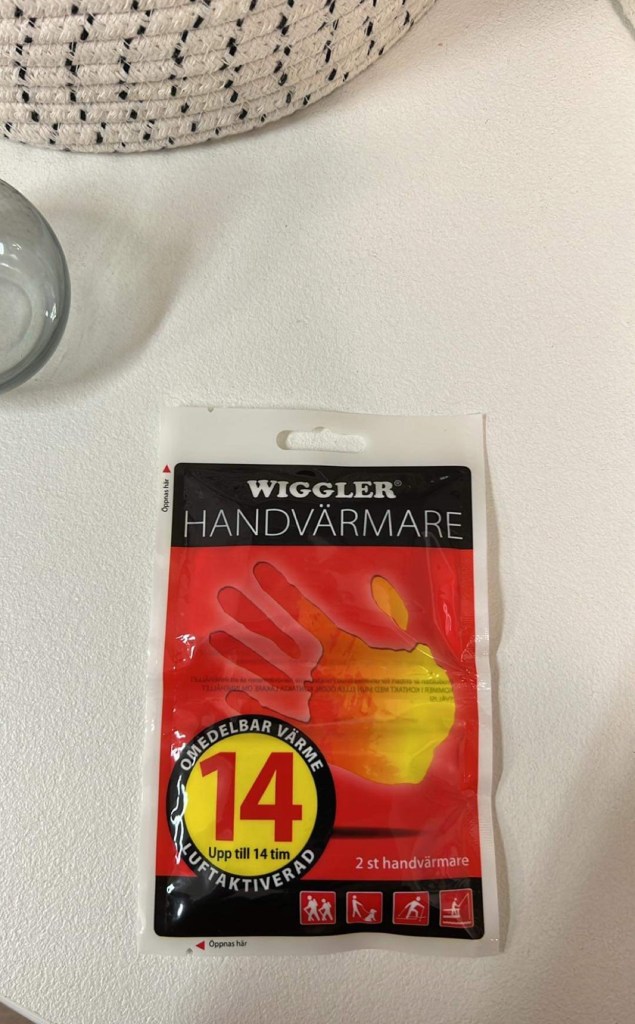 Öppnas här
WIGGLER®
HANDVÄRMARE
OMEDELBAR VÄRME
14
Upp till 14 tim
LUFTAKTIVERAD
2 st handvärmare
Öppnas här